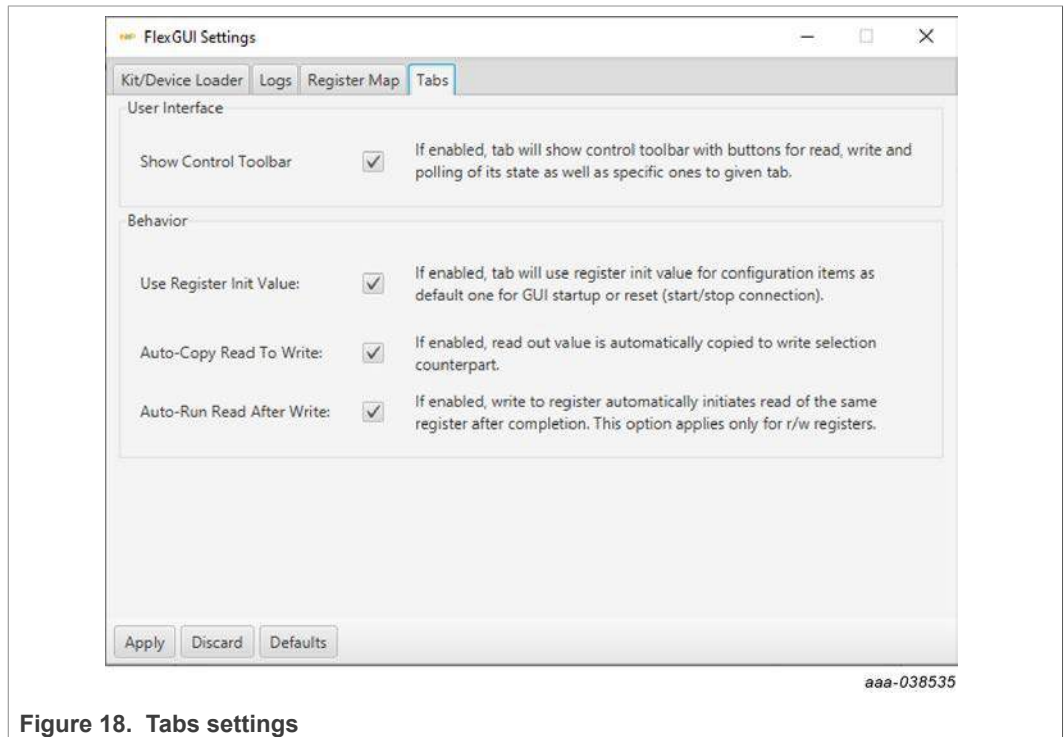 FlexGUI Settings
Kit/Device Loader Logs Register Map Tabs
User Interface
Show Control Toolbar
If enabled, tab will show control toolbar with buttons for read, write and
polling of its state as well as specific ones to given tab.
Behavior
Use Register Init Value:
If enabled, tab will use register init value for configuration items as
default one for GUI startup or reset (start/stop connection).
Auto-Copy Read To Write:
If enabled, read out value is automatically copied to write selection
counterpart.
Auto-Run Read After Write:
If enabled, write to register automatically initiates read of the same
register after completion. This option applies only for r/w registers.
Apply Discard Defaults
aaa-038535
Figure 18. Tabs settings